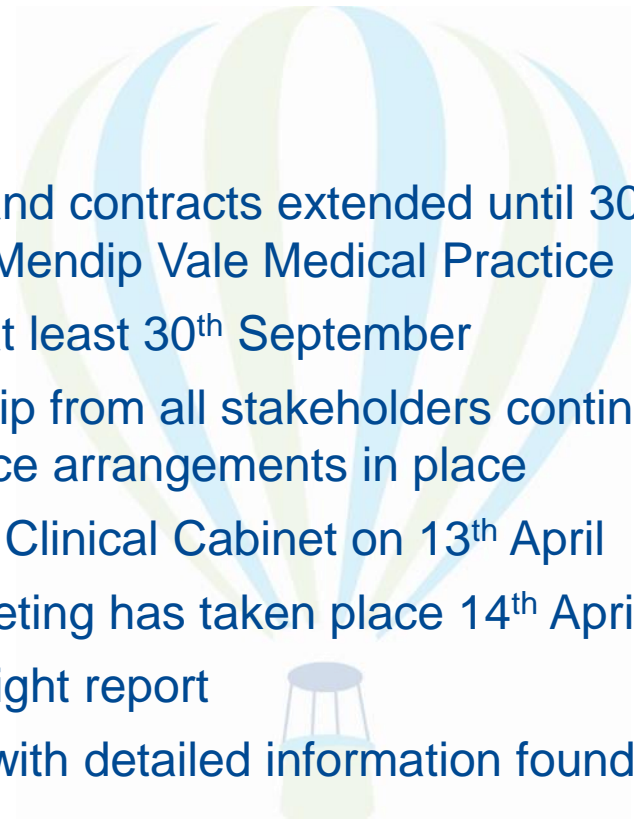 and contracts extended until 30
Mendip Vale Medical Practice
t least 30th September
ip from all stakeholders contin
ce arrangements in place
Clinical Cabinet on 13th April
eting has taken place 14th Apri
ight report
with detailed information found